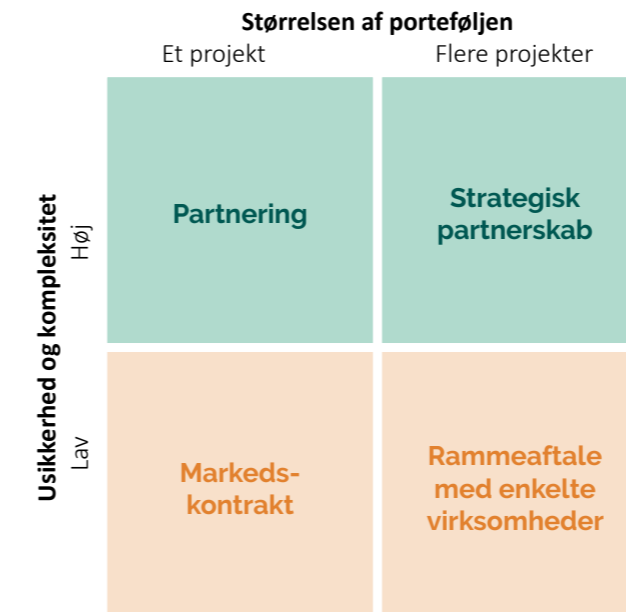 Størrelsen af porteføljen
Et projekt
Flere projekter
Usikkerhed og kompleksitet
Høj
Partnering
Strategisk
partnerskab
Lav
Markeds-
kontrakt
Rammeaftale
med enkelte
virksomheder